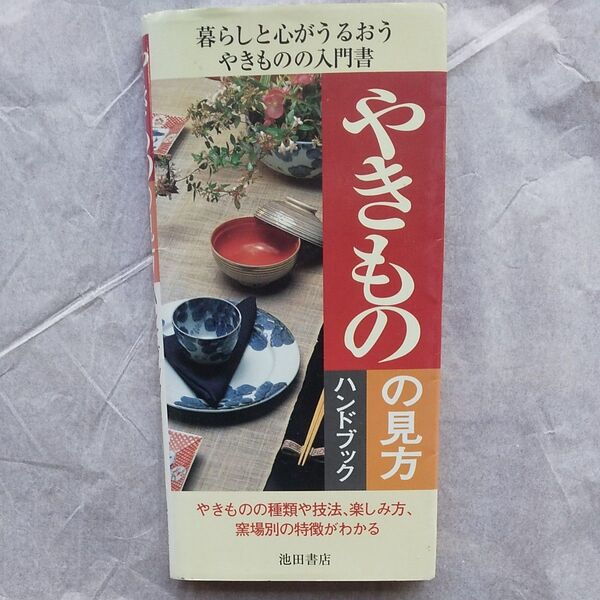 暮らしと心がうるおう
やきものの入門書
やきもの
の見方
ハンドブック
やきものの種類や技法、楽しみ方、
窯場別の特徴がわかる
池田書店